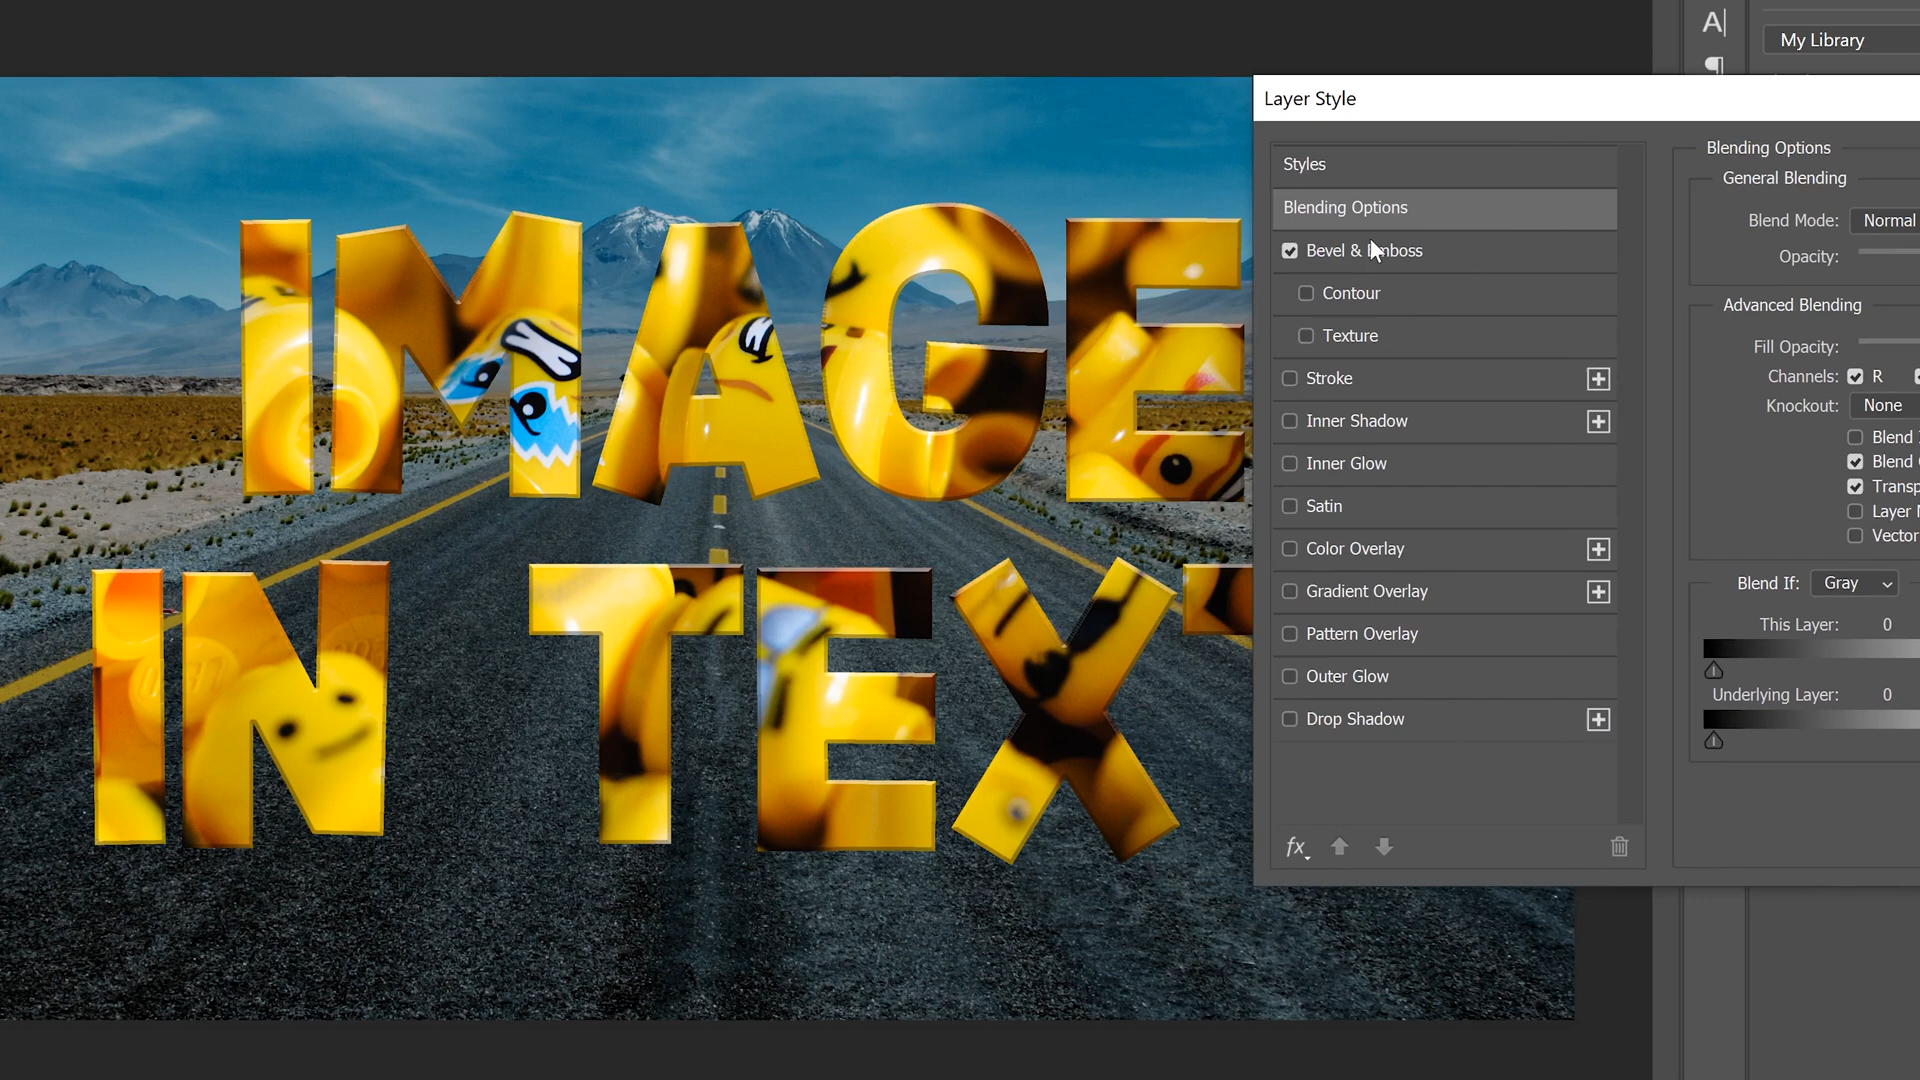 A
My Library
¶
Layer Style
Styles
Blending Options
Bevel & Emboss
Contour
Texture
Stroke
Inner Shadow
Inner Glow
Satin
Color Overlay
Gradient Overlay
Pattern Overlay
Outer Glow
Drop Shadow
fx
Blending Options
General Blending
Blend Mode: Normal
Opacity:
Advanced Blending
Fill Opacity:
Channels: R
Knockout: None
Blend
Blend
Transp
Layer
Vector
Blend If: Gray
This Layer: 0
Underlying Layer: 0
IMAGE
IN TEXT